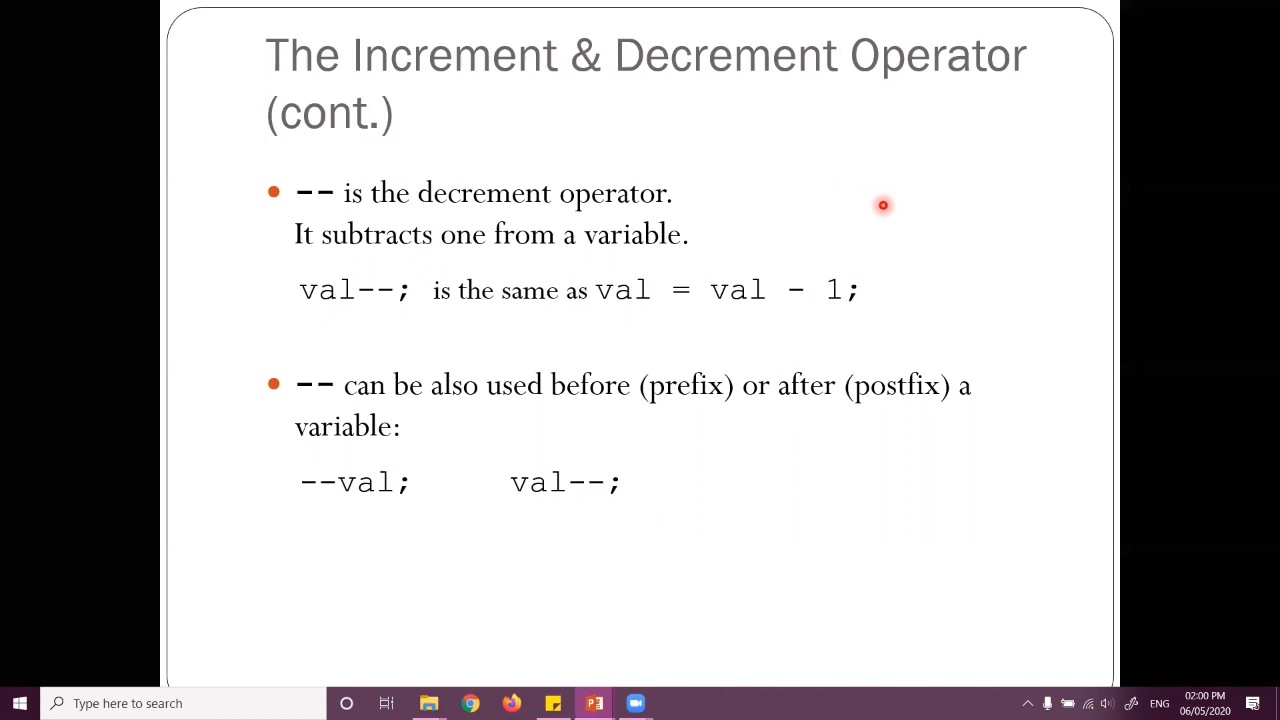 The Increment & Decrement Operator
(cont.)
-- is the decrement operator.
It subtracts one from a variable.
val--; is the same as val = val - 1;
-- can be also used before (prefix) or after (postfix) a
variable:
--val; val--;
Type here to search
ENG
02:00 PM
06/05/2020